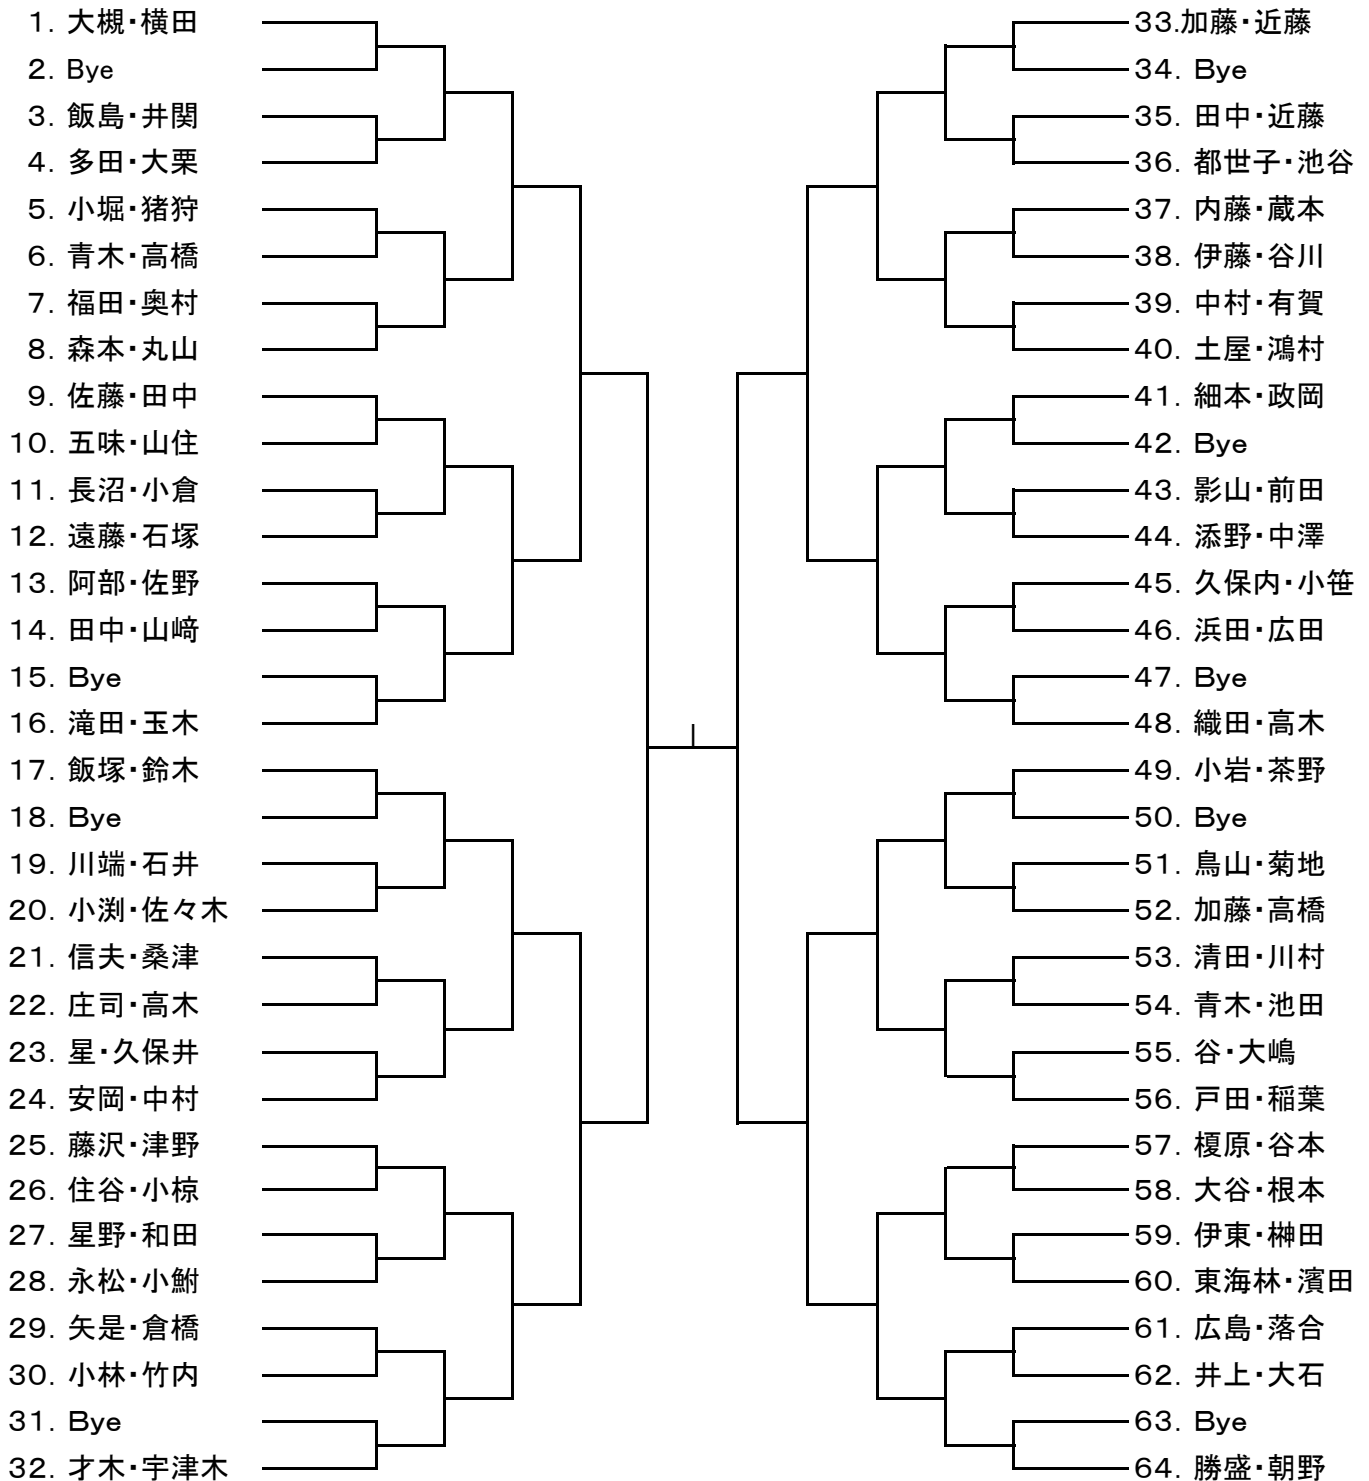 1. 大槻・横田
2. Bye
3. 飯島・井関
4. 多田・大栗
5. 小堀・猪狩
6. 青木・高橋
7. 福田・奥村
8. 森本・丸山
9. 佐藤・田中
10. 五味・山住
11. 長沼・小倉
12. 遠藤・石塚
13. 阿部・佐野
14. 田中・山﨑
15. Bye
16. 滝田・玉木
17. 飯塚・鈴木
18. Bye
19. 川端・石井
20. 小渕・佐々木
21. 信夫・桑津
22. 庄司・高木
23. 星・久保井
24. 安岡・中村
25. 藤沢・津野
26. 住谷・小椋
27. 星野・和田
28. 永松・小鮒
29. 矢是・倉橋
30. 小林・竹内
31. Bye
32. 才木・宇津木
33.加藤・近藤
34. Bye
35. 田中・近藤
36. 都世子・池谷
37. 内藤・蔵本
38. 伊藤・谷川
39. 中村・有賀
40. 土屋・鴻村
41. 細本・政岡
42. Bye
43. 影山・前田
44. 添野・中澤
45. 久保内・小笹
46. 浜田・広田
47. Bye
48. 織田・高木
49. 小岩・茶野
50. Bye
51. 鳥山・菊地
52. 加藤・高橋
53. 清田・川村
54. 青木・池田
55. 谷・大嶋
56. 戸田・稲葉
57. 榎原・谷本
58. 大谷・根本
59. 伊東・榊田
60. 東海林・濱田
61. 広島・落合
62. 井上・大石
63. Bye
64. 勝盛・朝野